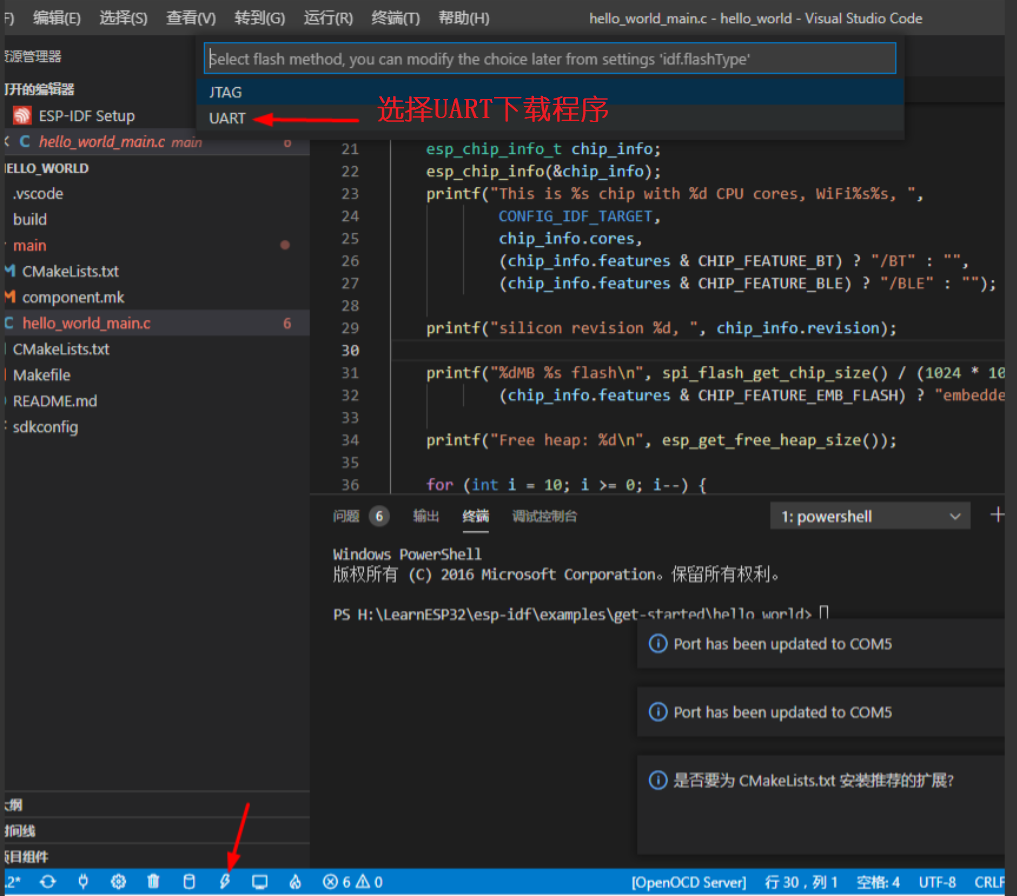 F) 编辑(E) 选择(S) 查看(V) 转到(G) 运行(R) 终端(T) 帮助(H) hello_world_main.c - hello_world - Visual Studio Code
资源管理器
Select flash method, you can modify the choice later from settings 'idf.flashType'
打开的编辑器
JTAG
ESP-IDF Setup
UART
选择UART下载程序
C hello_world_main.c main 6
HELLO_WORLD
.vscode
build
main
CMakeLists.txt
component.mk
C hello_world_main.c 6
CMakeLists.txt
Makefile
README.md
sdkconfig
21 esp_chip_info_t chip_info;
22 esp_chip_info(&chip_info);
23 printf("This is %s chip with %d CPU cores, WiFi%s%s, ",
24 CONFIG_IDF_TARGET,
25 chip_info.cores,
26 (chip_info.features & CHIP_FEATURE_BT) ? "/BT" : "",
27 (chip_info.features & CHIP_FEATURE_BLE) ? "/BLE" : "");
28
29 printf("silicon revision %d, ", chip_info.revision);
30
31 printf("%dMB %s flash\n", spi_flash_get_chip_size() / (1024 * 10
32 (chip_info.features & CHIP_FEATURE_EMB_FLASH) ? "embedde
33
34 printf("Free heap: %d\n", esp_get_free_heap_size());
35
36 for (int i = 10; i >= 0; i--) {
问题 6 输出 终端 调试控制台 1: powershell
Windows PowerShell
版权所有 (C) 2016 Microsoft Corporation。保留所有权利。
PS H:\LearnESP32\esp-idf\examples\get-started\hello_world>
Port has been updated to COM5
Port has been updated to COM5
是否要为 CMakeLists.txt 安装推荐的扩展?
大纲
时间线
项目组件
.2* 6 0 [OpenOCD Server] 行 30，列 1 空格: 4 UTF-8 CRLF